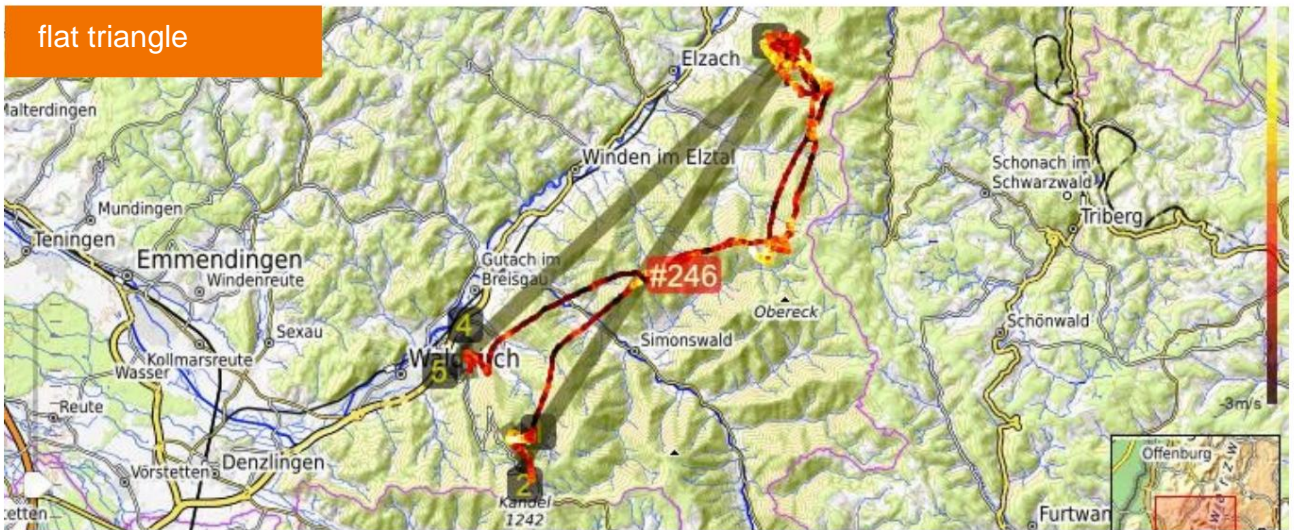 flat triangle
Elzach
Malterdingen
Winden im Elztal
Schonach im
Schwarzwald
Mundingen
Triberg
Teningen
Emmendingen
Gutach im
Breisgau
Windenreute
#246
Obereck
Schönwald
4
Sexau
Simonswald
Kollmarsreute
Wasser
5
Reute
-3m/s
Denzlingen
Vörstetten
Offenburg
2
Kandel
1242
Furtwan